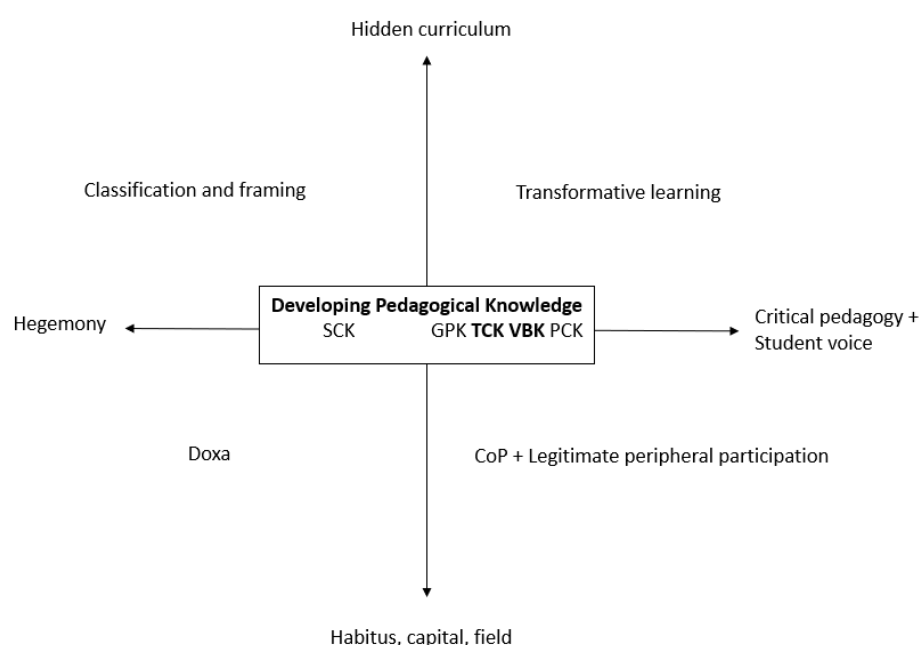 Hidden curriculum
Classification and framing
Transformative learning
Developing Pedagogical Knowledge
SCK GPK TCK VBK PCK
Hegemony
Critical pedagogy +
Student voice
Doxa
CoP + Legitimate peripheral participation
Habitus, capital, field